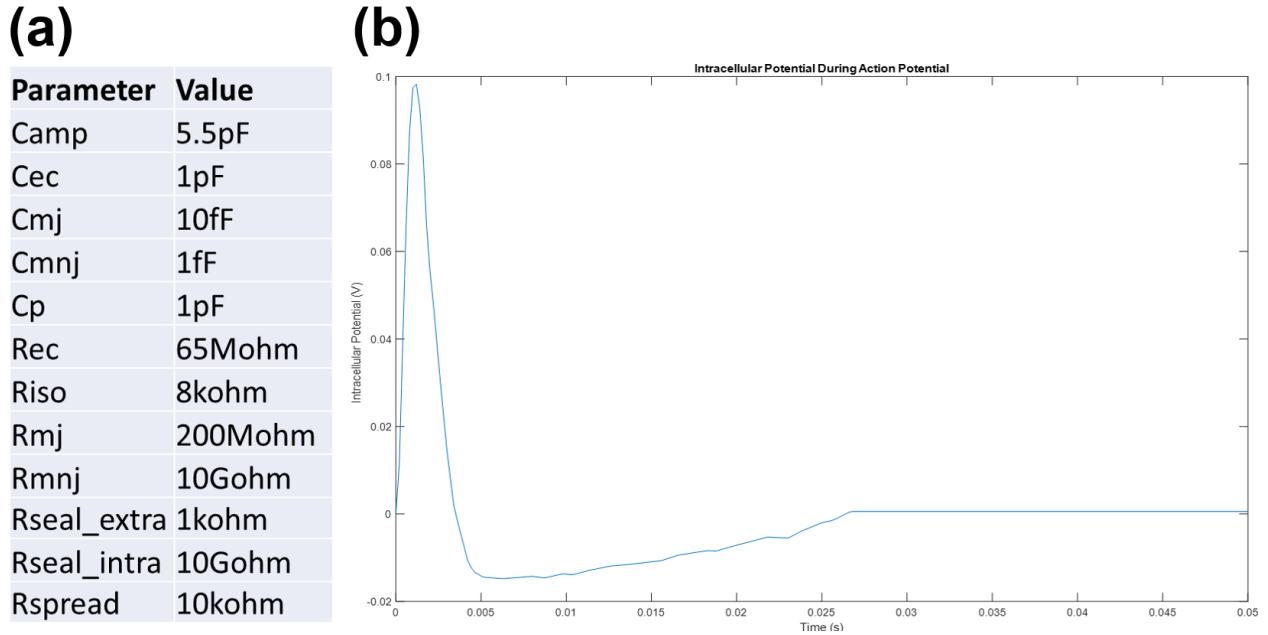 (a)
Parameter Value
Camp 5.5pF
Cec 1pF
Cmj 10fF
Cmnj 1fF
Cp 1pF
Rec 65Mohm
Riso 8kohm
Rmj 200Mohm
Rmnj 10Gohm
Rseal_extra 1kohm
Rseal_intra 10Gohm
Rspread 10kohm
(b)
Intracellular Potential During Action Potential
Intracellular Potential (V)
0.1
0.08
0.06
0.04
0.02
0
-0.02
0 0.005 0.01 0.015 0.02 0.025 0.03 0.035 0.04 0.045 0.05
Time (s)